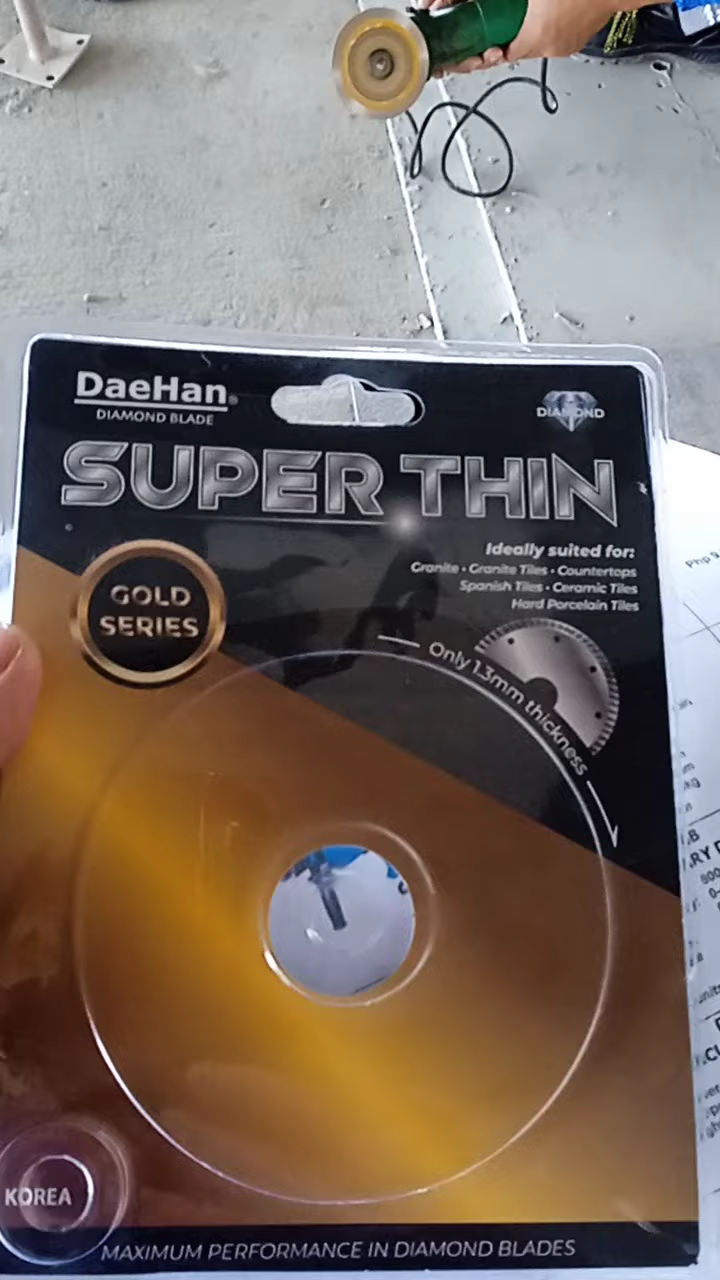 DaeHan®
DIAMOND BLADE
DIAMOND
SUPER THIN
Ideally suited for:
Granite • Granite Tiles • Countertops
Spanish Tiles • Ceramic Tiles
Hard Porcelain Tiles
GOLD
SERIES
Only 1.3mm thickness
KOREA
MAXIMUM PERFORMANCE IN DIAMOND BLADES